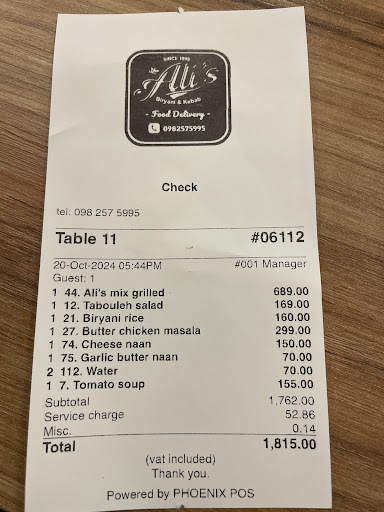 SINCE 1998
Ali's
Biryani & Kebab
- Food Delivery -
0982575995
Check
tel: 098 257 5995
Table 11 #06112
20-Oct-2024 05:44PM #001 Manager
Guest: 1
1 44. Ali's mix grilled 689.00
1 12. Tabouleh salad 169.00
1 21. Biryani rice 160.00
1 27. Butter chicken masala 299.00
1 74. Cheese naan 150.00
1 75. Garlic butter naan 70.00
2 112. Water 70.00
1 7. Tomato soup 155.00
Subtotal 1,762.00
Service charge 52.86
Misc. 0.14
Total 1,815.00
(vat included)
Thank you.
Powered by PHOENIX POS